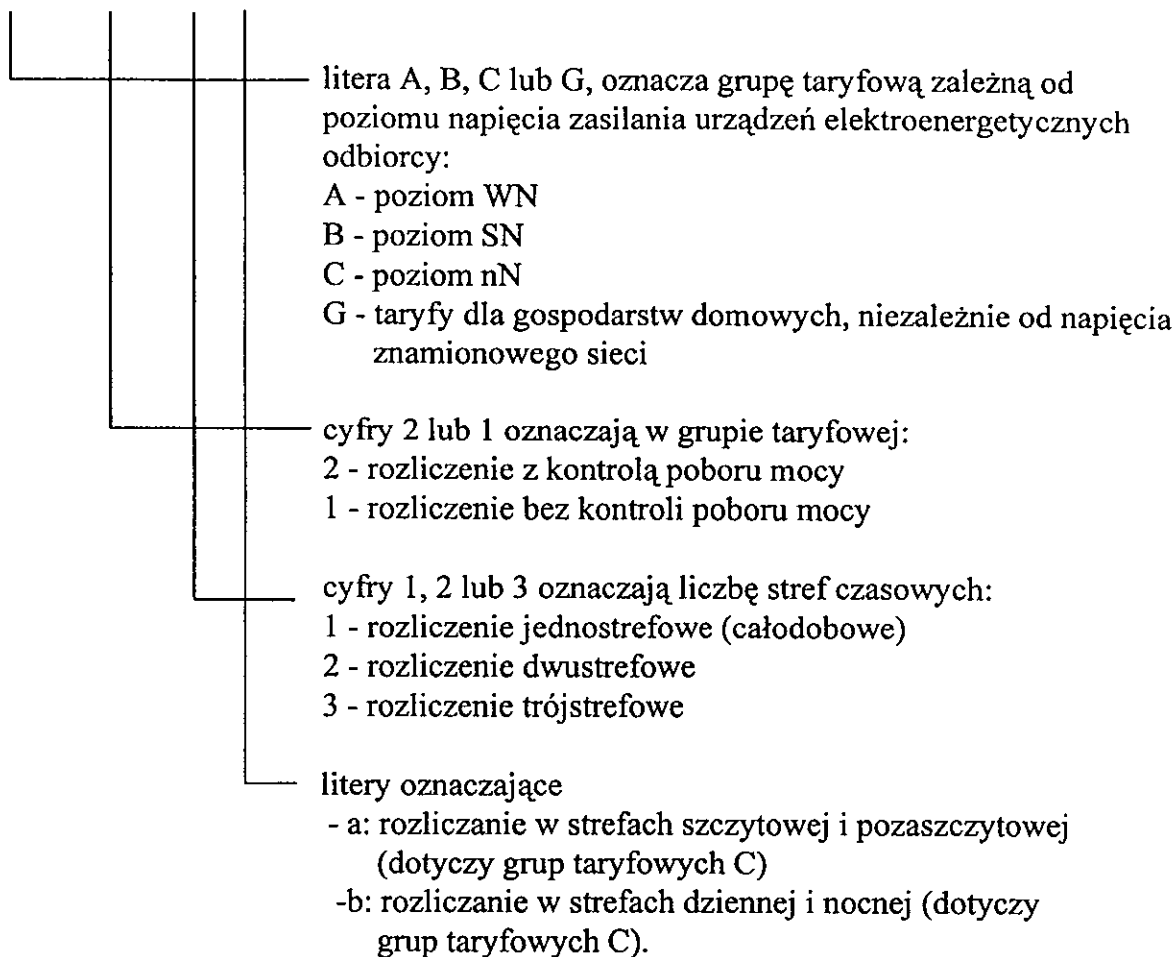 litera A, B, C lub G, oznacza grupę taryfową zależną od
poziomu napięcia zasilania urządzeń elektroenergetycznych
odbiorcy:
A - poziom WN
B - poziom SN
C - poziom nN
G - taryfy dla gospodarstw domowych, niezależnie od napięcia
znamionowego sieci
cyfry 2 lub 1 oznaczają w grupie taryfowej:
2 - rozliczenie z kontrolą poboru mocy
1 - rozliczenie bez kontroli poboru mocy
cyfry 1, 2 lub 3 oznaczają liczbę stref czasowych:
1 - rozliczenie jednostrefowe (całodobowe)
2 - rozliczenie dwustrefowe
3 - rozliczenie trójstrefowe
litery oznaczające
- a: rozliczanie w strefach szczytowej i pozaszczytowej
(dotyczy grup taryfowych C)
-b: rozliczanie w strefach dziennej i nocnej (dotyczy
grup taryfowych C).